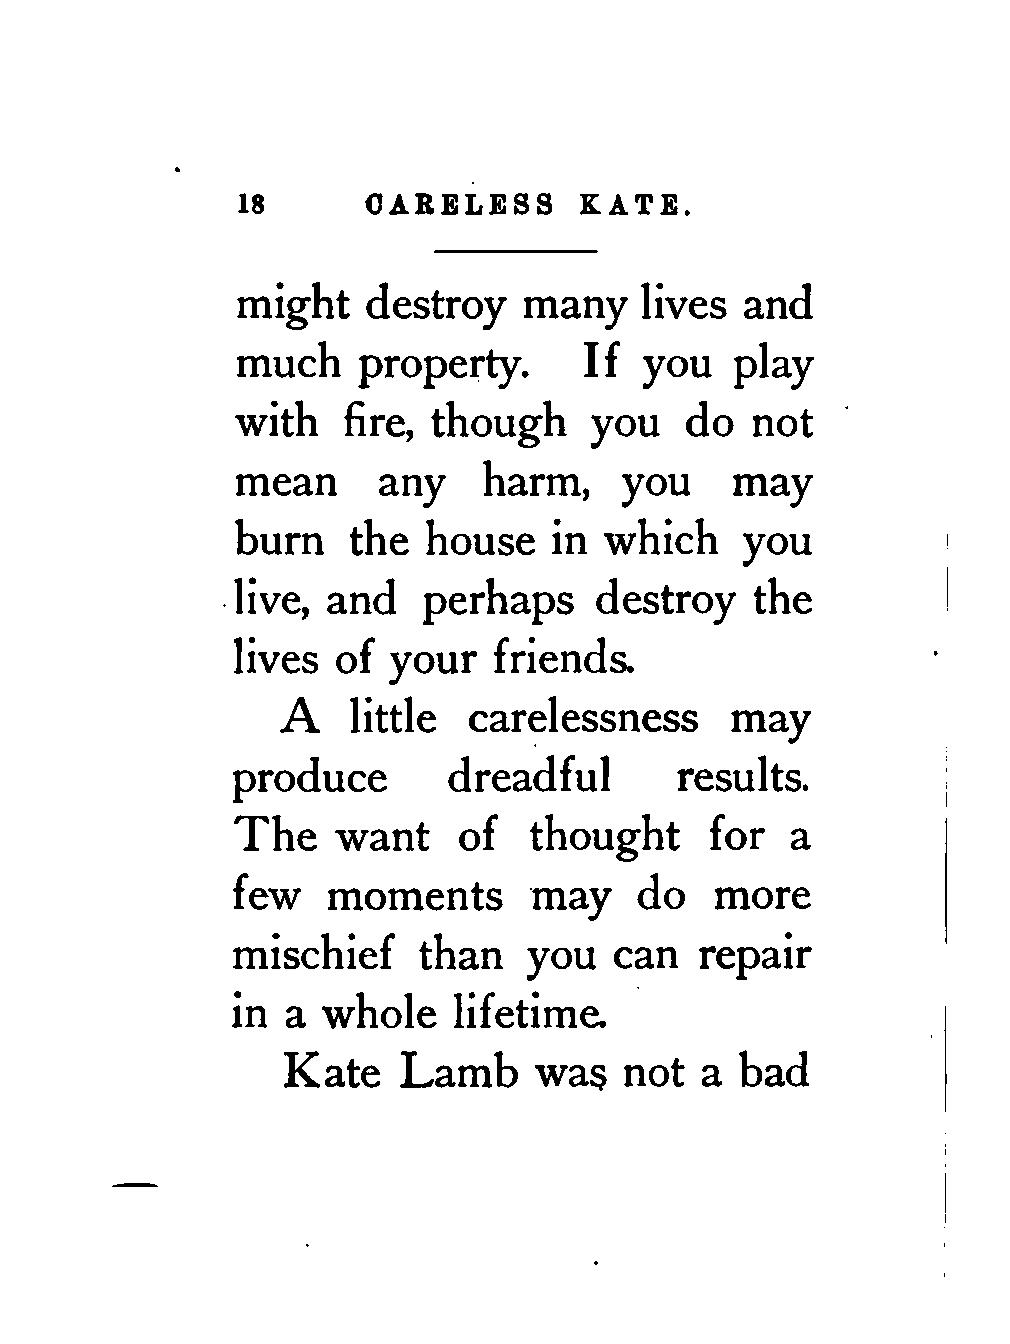 18 CARELESS KATE.
might destroy many lives and
much property. If you play
with fire, though you do not
mean any harm, you may
burn the house in which you
live, and perhaps destroy the
lives of your friends.
A little carelessness may
produce dreadful results.
The want of thought for a
few moments may do more
mischief than you can repair
in a whole lifetime.
Kate Lamb was not a bad